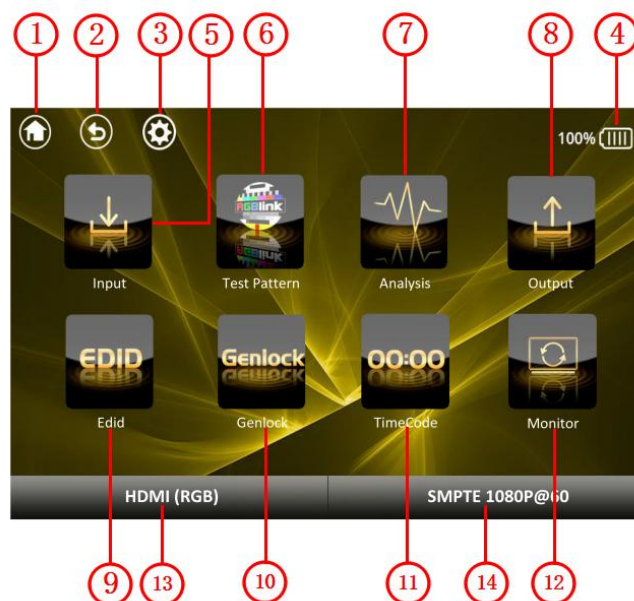 1 2 3 5 6 7 8 4
100%
RGBlink
Input Test Pattern Analysis Output
EDID Genlock 00:00
Edid Genlock TimeCode Monitor
HDMI (RGB) SMPTE 1080P@60
9 13 10 11 14 12